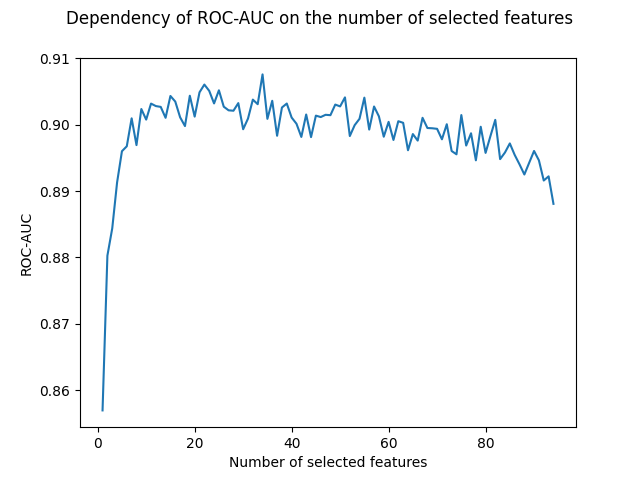 Dependency of ROC-AUC on the number of selected features
0.91
0.90
0.89
0.88
0.87
0.86
ROC-AUC
0 20 40 60 80
Number of selected features